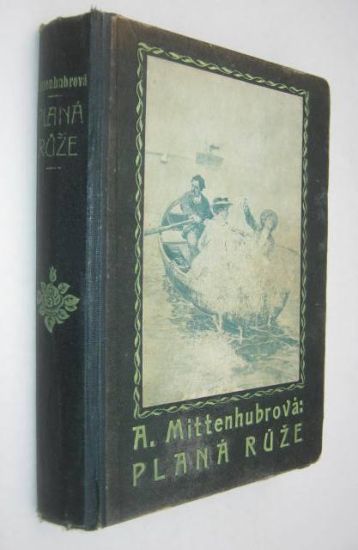 Mittenhubrová
PLANÁ
RŮŽE
A. Mittenhubrová:
PLANÁ RŮŽE